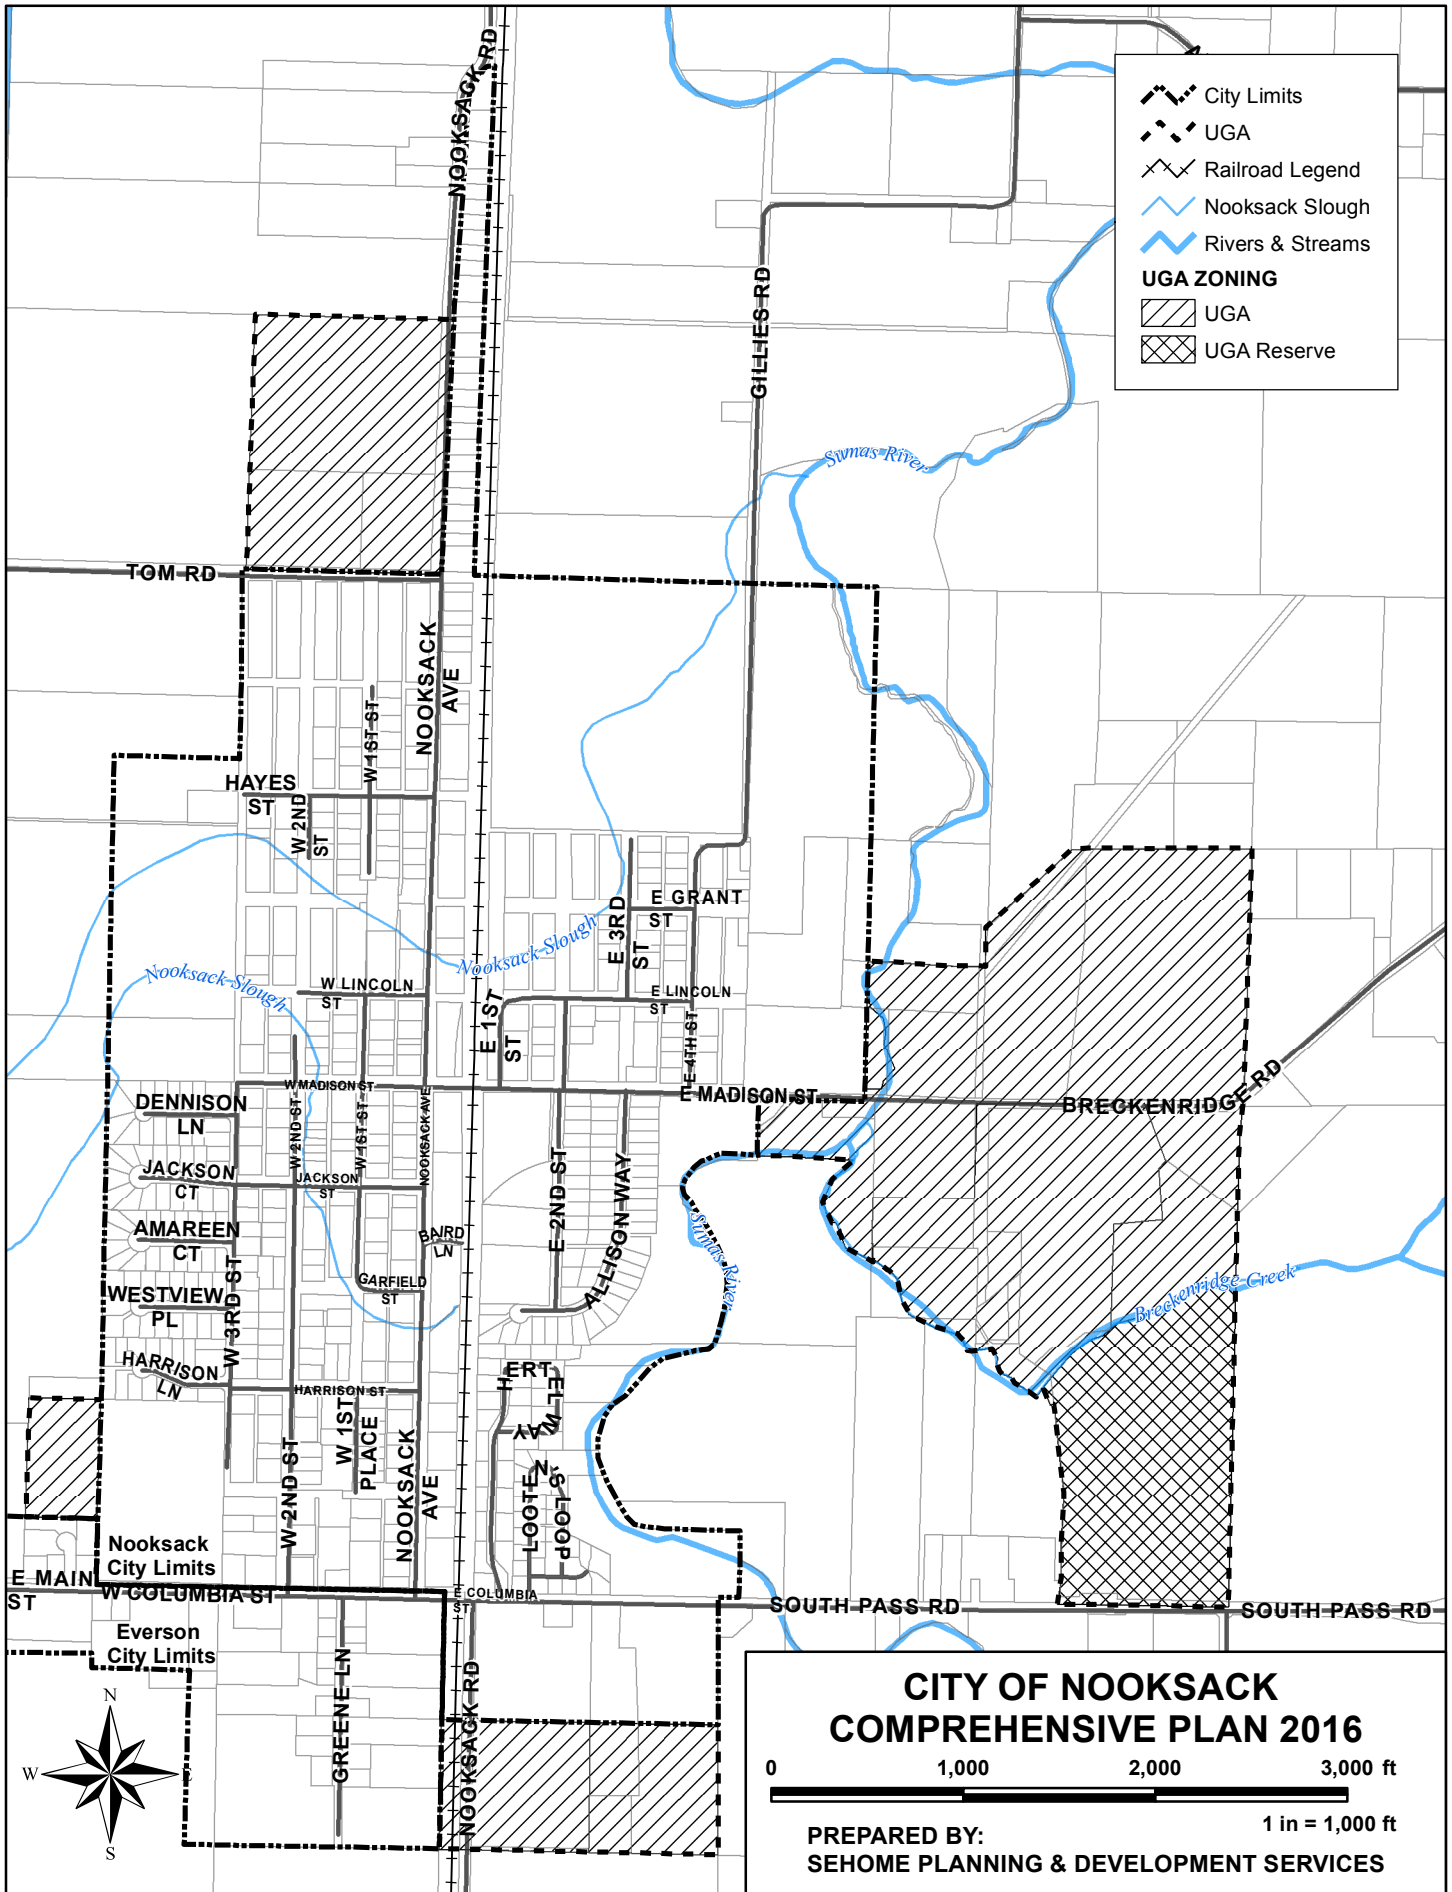 NOOKSACK RD
City Limits
UGA
Railroad Legend
Nooksack Slough
Rivers & Streams
UGA ZONING
UGA
UGA Reserve
GILLIES RD
Sumas River
TOM RD
NOOKSACK
AVE
W 1ST ST
HAYES
ST
W 2ND
ST
E GRANT
ST
E 3RD
ST
Nooksack Slough
Nooksack Slough
W LINCOLN
ST
E LINCOLN
ST
E 1ST
ST
E 4TH ST
W MADISON ST
E MADISON ST
BRECKENRIDGE RD
DENNISON
LN
W 2ND ST
W 1ST ST
NOOKSACK AVE
JACKSON
CT
JACKSON
ST
E 2ND ST
ALLISON WAY
AMAREEN
CT
BAIRD
LN
Sumas River
W 3RD ST
GARFIELD
ST
WESTVIEW
PL
Breckenridge Creek
HARRISON
LN
HARRISON ST
HERTEL WAY
W 1ST
PLACE
W 2ND ST
NOOKSACK
AVE
LOOTEN'S LOOP
Nooksack
City Limits
E MAIN
ST
W COLUMBIA ST
E COLUMBIA
ST
SOUTH PASS RD
SOUTH PASS RD
Everson
City Limits
GREENE LN
NOOKSACK RD
N
W
E
S
CITY OF NOOKSACK
COMPREHENSIVE PLAN 2016
0 1,000 2,000 3,000 ft
1 in = 1,000 ft
PREPARED BY:
SEHOME PLANNING & DEVELOPMENT SERVICES